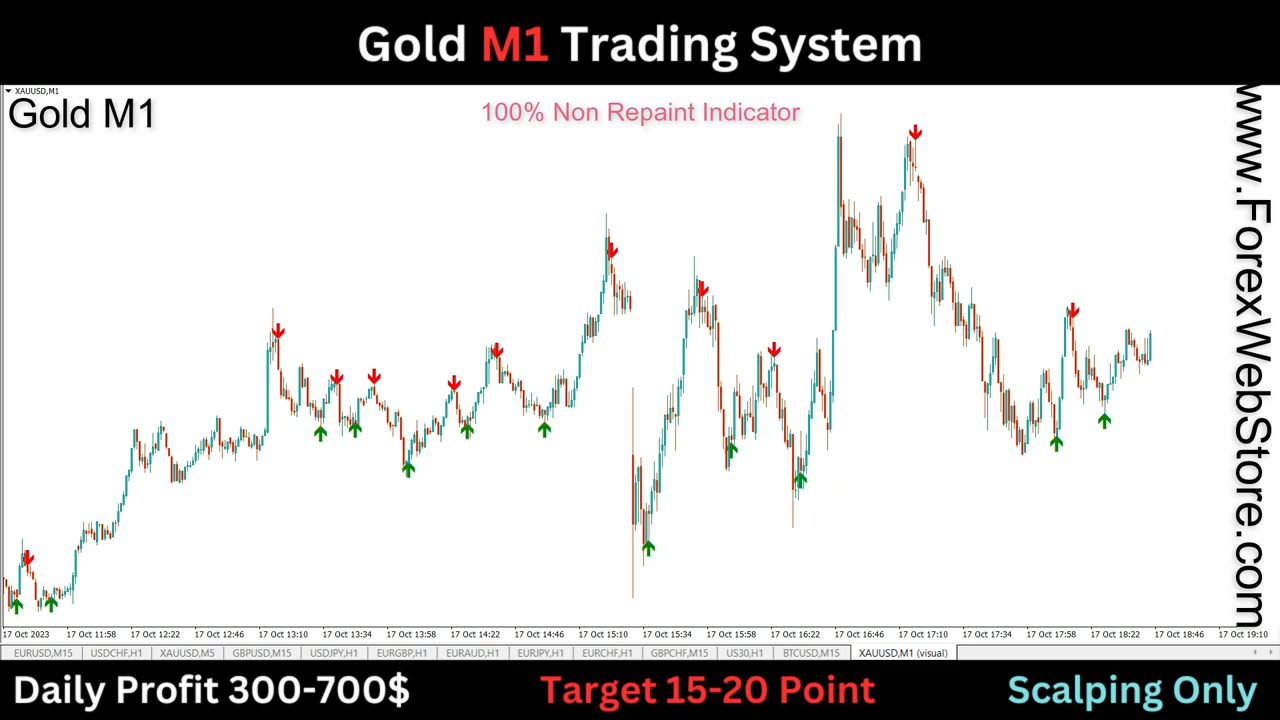 Gold M1 Trading System
XAUUSD,M1
Gold M1
100% Non Repaint Indicator
www.ForexWebStore.com
17 Oct 2023 17 Oct 11:58 17 Oct 12:22 17 Oct 12:46 17 Oct 13:10 17 Oct 13:34 17 Oct 13:58 17 Oct 14:22 17 Oct 14:46 17 Oct 15:10 17 Oct 15:34 17 Oct 15:58 17 Oct 16:22 17 Oct 16:46 17 Oct 17:10 17 Oct 17:34 17 Oct 17:58 17 Oct 18:22 17 Oct 18:46 17 Oct 19:10
EURUSD,M15 USDCHF,H1 XAUUSD,M5 GBPUSD,M15 USDJPY,H1 EURGBP,H1 EURAUD,H1 EURJPY,H1 EURCHF,H1 GBPCHF,M15 US30,H1 BTCUSD,M15 XAUUSD,M1 (visual)
Daily Profit 300-700$ Target 15-20 Point Scalping Only